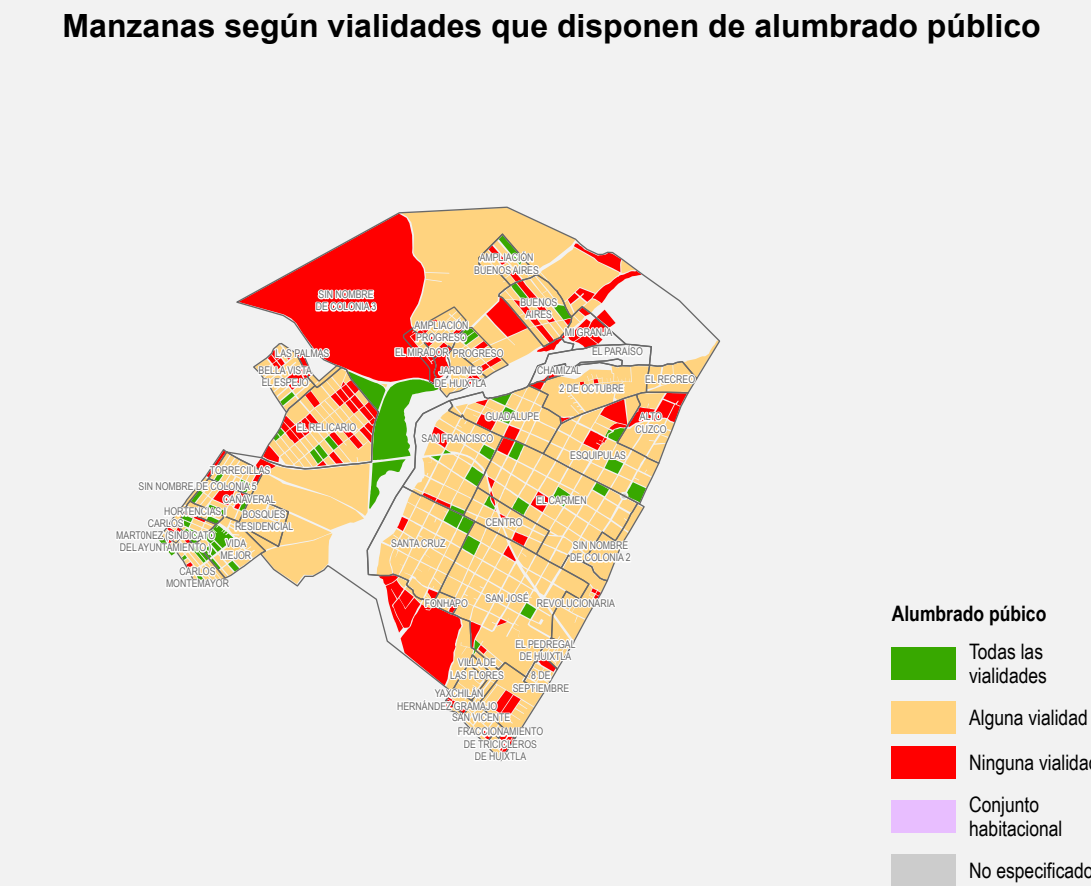 Manzanas según vialidades que disponen de alumbrado público
AMPLIACIÓN
BUENOS AIRES
SIN NOMBRE
DE COLONIA 3
BUENOS
AIRES
AMPLIACIÓN
PROGRESO
MI GRANJA
LAS PALMAS
EL MIRADOR
PROGRESO
EL PARAÍSO
BELLA VISTA
EL ESPEJO
JARDINES
DE HUIXTLA
CHAMIZAL
2 DE OCTUBRE
EL RECREO
GUADALUPE
ALTO
CUZCO
EL RELICARIO
SAN FRANCISCO
ESQUIPULAS
TORRECILLAS
SIN NOMBRE DE COLONIA 5
CAÑAVERAL
EL CARMEN
HORTENCIAS I
BOSQUES
RESIDENCIAL
CENTRO
CARLOS
MARTONEZ (SINDICATO
DEL AYUNTAMIENTO)
VIDA
MEJOR
SANTA CRUZ
SIN NOMBRE
DE COLONIA 2
CARLOS
MONTEMAYOR
FONHAPO
SAN JOSÉ
REVOLUCIONARIA
EL PEDREGAL
DE HUIXTLA
VILLA DE
LAS FLORES
8 DE
SEPTIEMBRE
YAXCHILAN
HERNÁNDEZ GRAMAJO
SAN VICENTE
FRACCIONAMIENTO
DE TRICICLEROS
DE HUIXTLA
Alumbrado púbico
Todas las
vialidades
Alguna vialidad
Ninguna vialidad
Conjunto
habitacional
No especificado